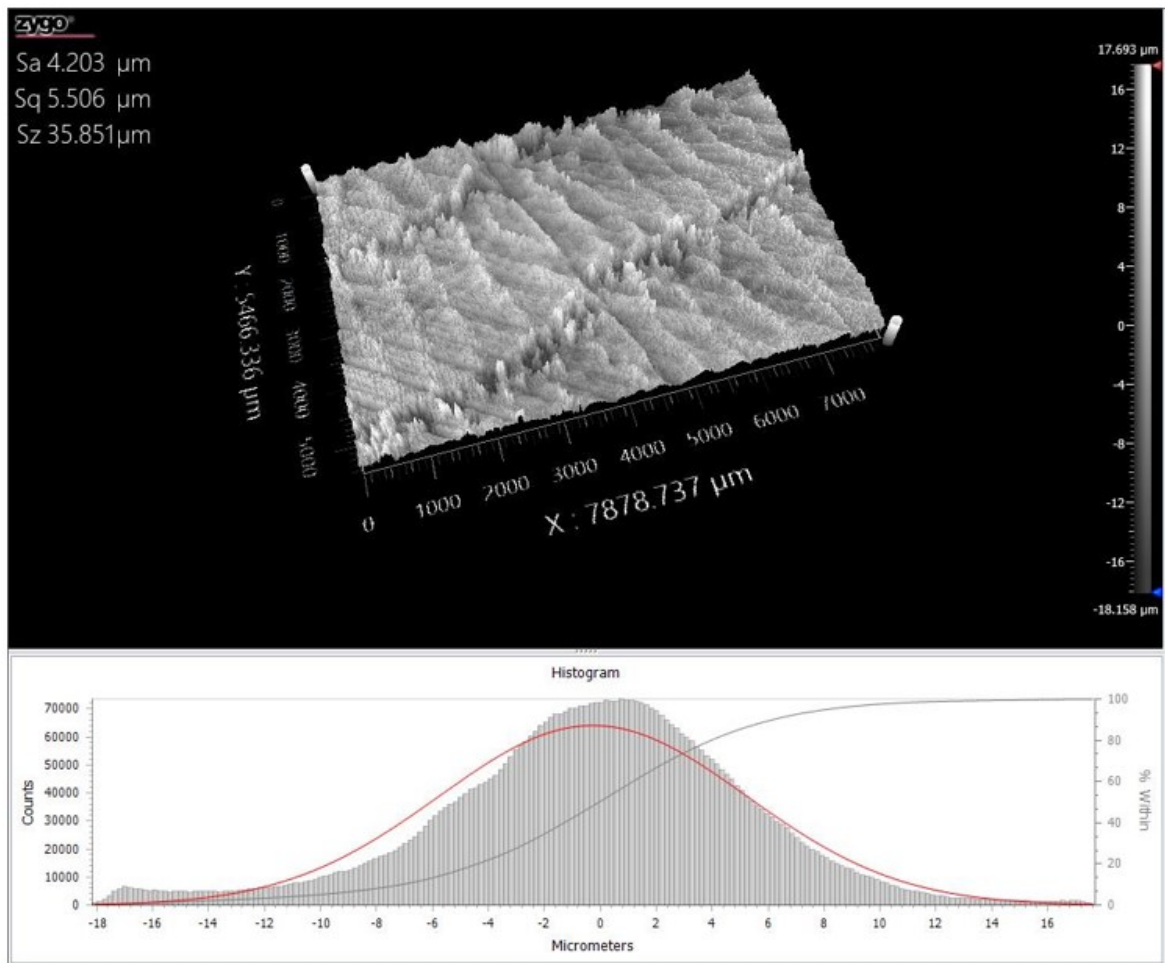 zygo®
Sa 4.203 µm
Sq 5.506 µm
Sz 35.851µm
17.693 µm
16
12
8
4
0
-4
-8
-12
-16
-18.158 µm
0
1000
2000
3000
4000
5000
Y : 5466.336 µm
0
1000
2000
3000
4000
5000
6000
7000
X : 7878.737 µm
Histogram
Counts
70000
60000
50000
40000
30000
20000
10000
0
100
80
60
40
20
0
% Within
-18 -16 -14 -12 -10 -8 -6 -4 -2 0 2 4 6 8 10 12 14 16
Micrometers